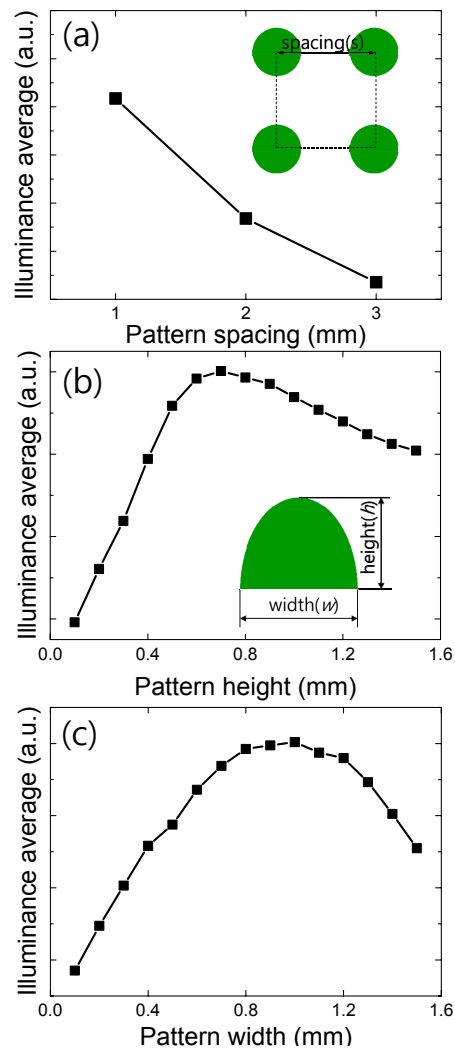 (a)
spacing(s)
Illuminance average (a.u.)
1 2 3
Pattern spacing (mm)
(b)
height(h)
width(w)
Illuminance average (a.u.)
0.0 0.4 0.8 1.2 1.6
Pattern height (mm)
(c)
Illuminance average (a.u.)
0.0 0.4 0.8 1.2 1.6
Pattern width (mm)